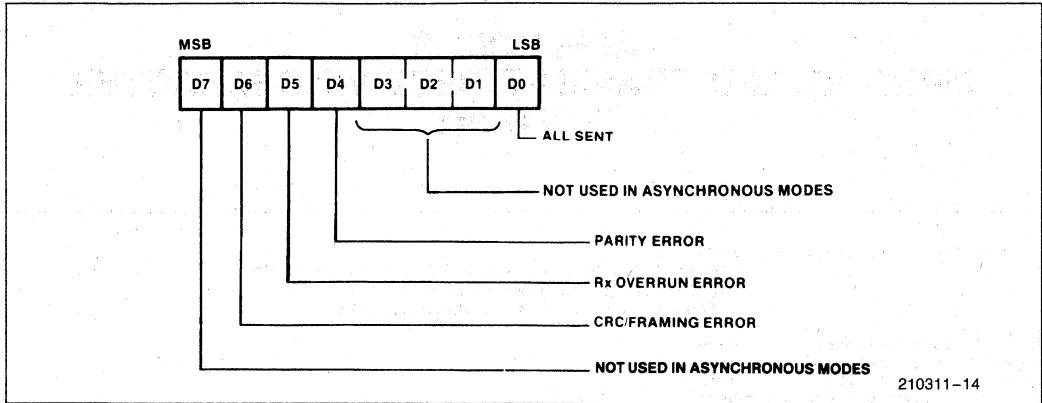 MSB LSB
D7 D6 D5 D4 D3 D2 D1 D0
ALL SENT
NOT USED IN ASYNCHRONOUS MODES
PARITY ERROR
Rx OVERRUN ERROR
CRC/FRAMING ERROR
NOT USED IN ASYNCHRONOUS MODES
210311–14